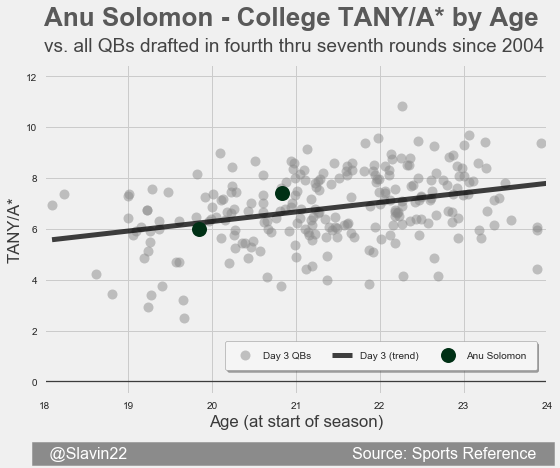 Anu Solomon - College TANY/A* by Age
vs. all QBs drafted in fourth thru seventh rounds since 2004
12
10
8
6
4
2
0
TANY/A*
Day 3 QBs
Day 3 (trend)
Anu Solomon
18
19
20
21
22
23
24
Age (at start of season)
@Slavin22
Source: Sports Reference